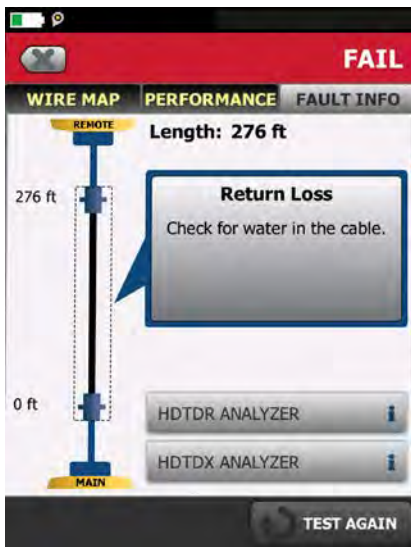 FAIL
WIRE MAP PERFORMANCE FAULT INFO
REMOTE
Length: 276 ft
276 ft
Return Loss
Check for water in the cable.
0 ft
HDTDR ANALYZER i
HDTDX ANALYZER i
MAIN
TEST AGAIN